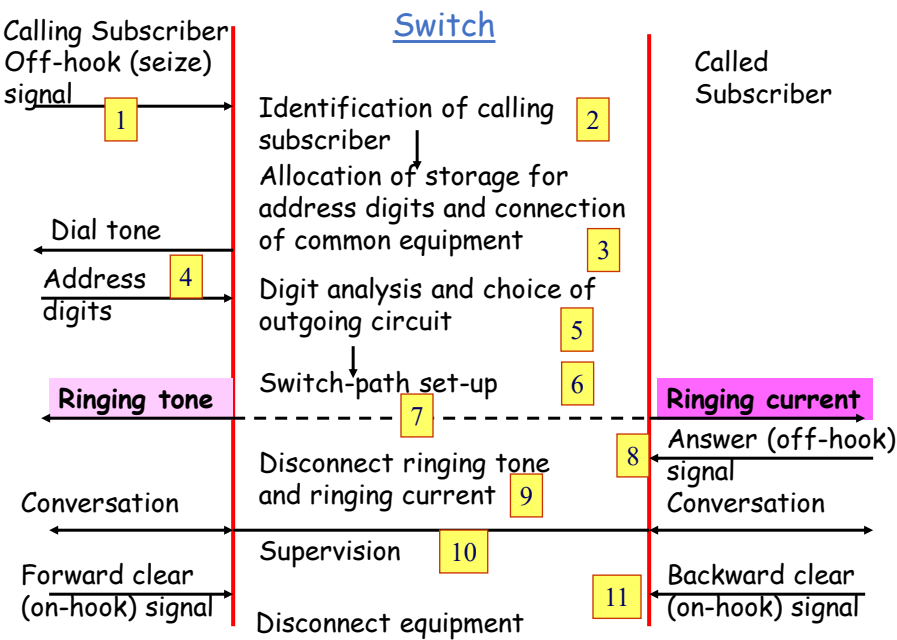 Switch
Calling Subscriber
Off-hook (seize)
signal
Called
Subscriber
1
Identification of calling
subscriber
2
Allocation of storage for
address digits and connection
of common equipment
3
Dial tone
4
Address
digits
Digit analysis and choice of
outgoing circuit
5
Switch-path set-up
6
Ringing tone
7
Ringing current
8
Answer (off-hook)
signal
Disconnect ringing tone
and ringing current
9
Conversation
Conversation
Supervision
10
Forward clear
(on-hook) signal
11
Backward clear
(on-hook) signal
Disconnect equipment